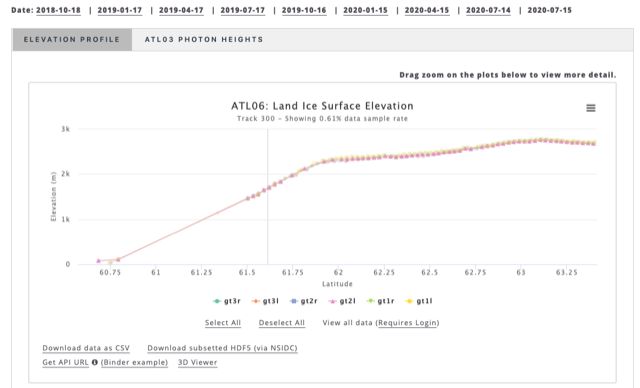 Date: 2018-10-18 | 2019-01-17 | 2019-04-17 | 2019-07-17 | 2019-10-16 | 2020-01-15 | 2020-04-15 | 2020-07-14 | 2020-07-15
ELEVATION PROFILE ATL03 PHOTON HEIGHTS
Drag zoom on the plots below to view more detail.
ATL06: Land Ice Surface Elevation
Track 300 - Showing 0.61% data sample rate
3k
2k
1k
0
Elevation (m)
60.75 61 61.25 61.5 61.75 62 62.25 62.5 62.75 63 63.25
Latitude
gt3r gt3l gt2r gt2l gt1r gt1l
Select All Deselect All View all data (Requires Login)
Download data as CSV Download subsetted HDF5 (via NSIDC)
Get API URL (Binder example) 3D Viewer